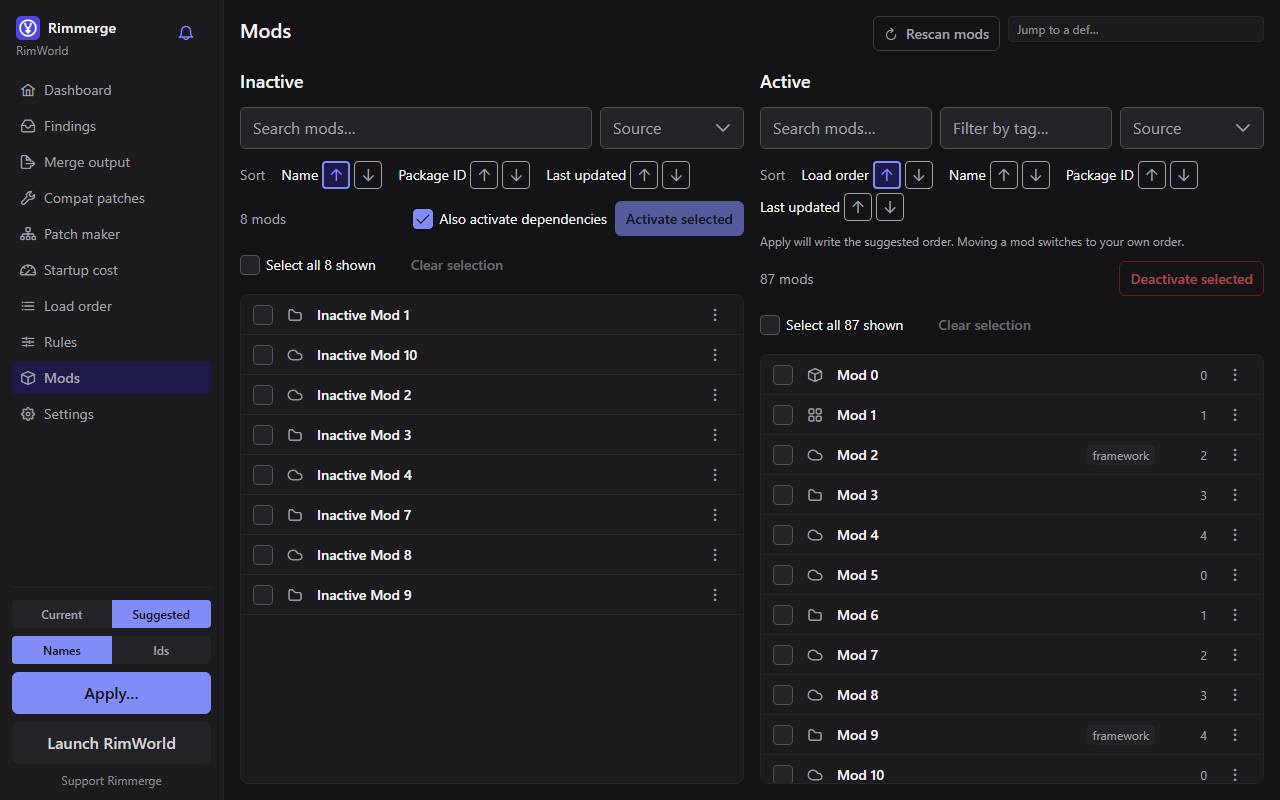 Rimmerge
RimWorld
Dashboard
Findings
Merge output
Compat patches
Patch maker
Startup cost
Load order
Rules
Mods
Settings
Current Suggested
Names Ids
Apply...
Launch RimWorld
Support Rimmerge
Mods
Rescan mods
Jump to a def...
Inactive
Search mods...
Source
Sort Name Package ID Last updated
8 mods
Also activate dependencies
Activate selected
Select all 8 shown
Clear selection
Inactive Mod 1
Inactive Mod 10
Inactive Mod 2
Inactive Mod 3
Inactive Mod 4
Inactive Mod 7
Inactive Mod 8
Inactive Mod 9
Active
Search mods...
Filter by tag...
Source
Sort Load order Name Package ID
Last updated
Apply will write the suggested order. Moving a mod switches to your own order.
87 mods
Deactivate selected
Select all 87 shown
Clear selection
Mod 0 0
Mod 1 1
Mod 2 framework 2
Mod 3 3
Mod 4 4
Mod 5 0
Mod 6 1
Mod 7 2
Mod 8 3
Mod 9 framework 4
Mod 10 0